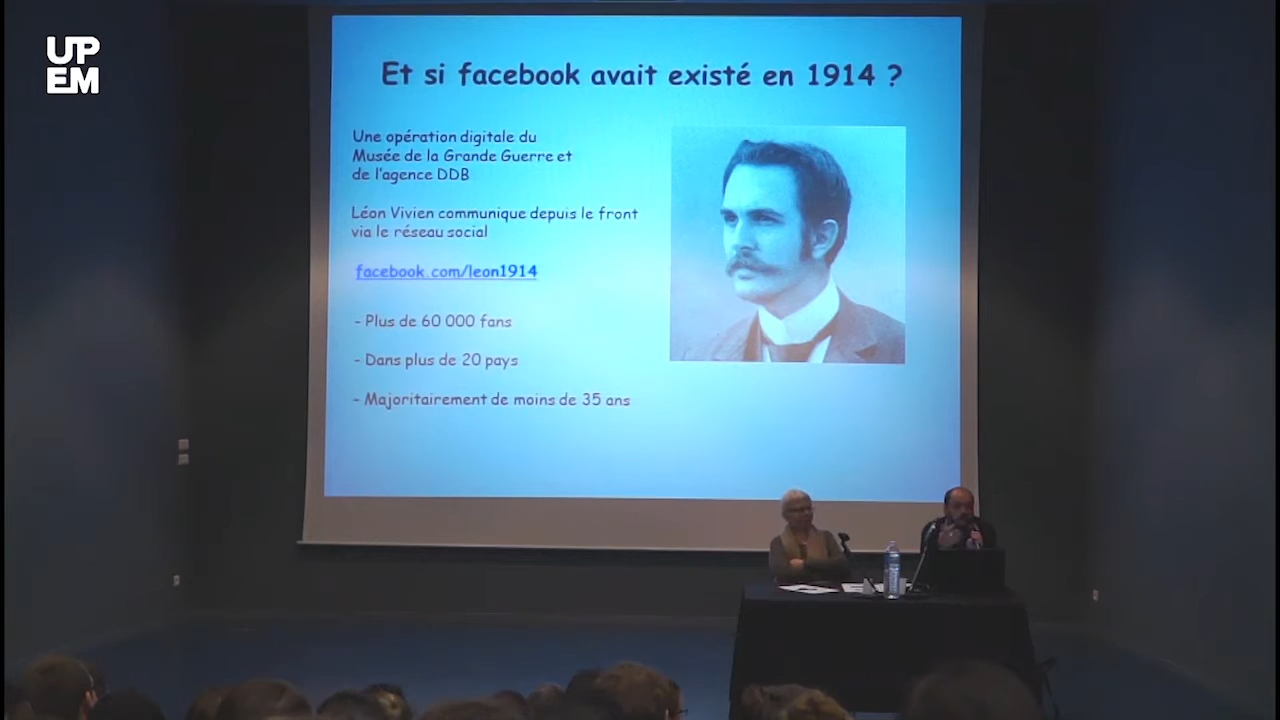 UP
EM
Et si facebook avait existé en 1914 ?
Une opération digitale du
Musée de la Grande Guerre et
de l'agence DDB
Léon Vivien communique depuis le front
via le réseau social
facebook.com/leon1914
- Plus de 60 000 fans
- Dans plus de 20 pays
- Majoritairement de moins de 35 ans